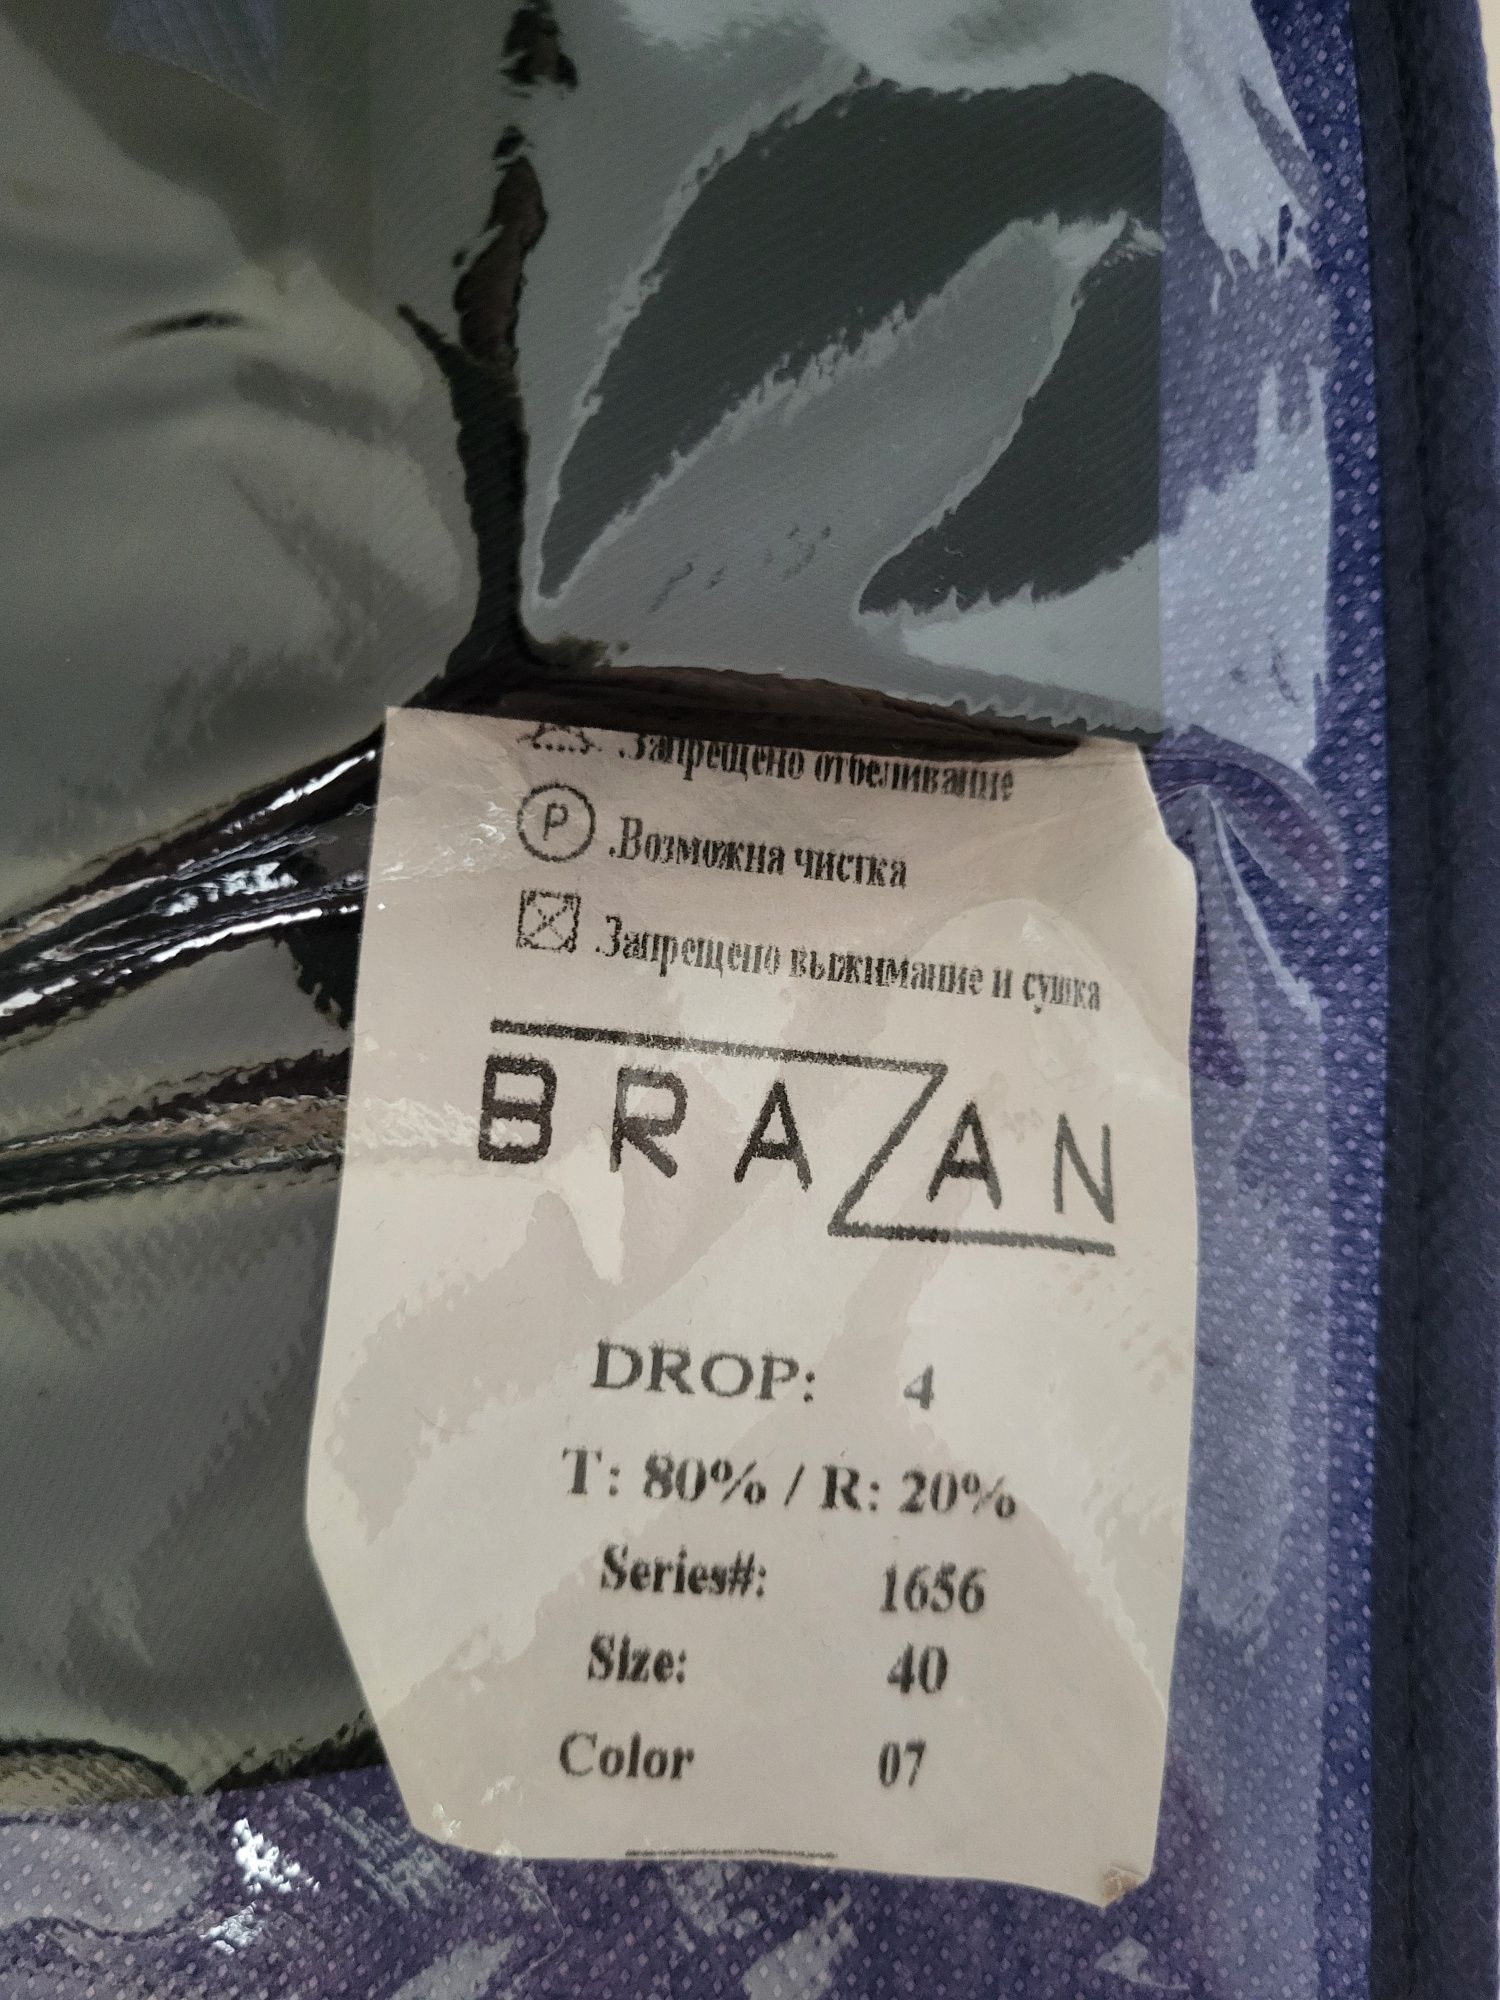 .Запрещено отбеливание
P .Возможна чистка
.Запрещено выжимание и сушка
BRAZAN
DROP: 4
T: 80% / R: 20%
Series#: 1656
Size: 40
Color 07